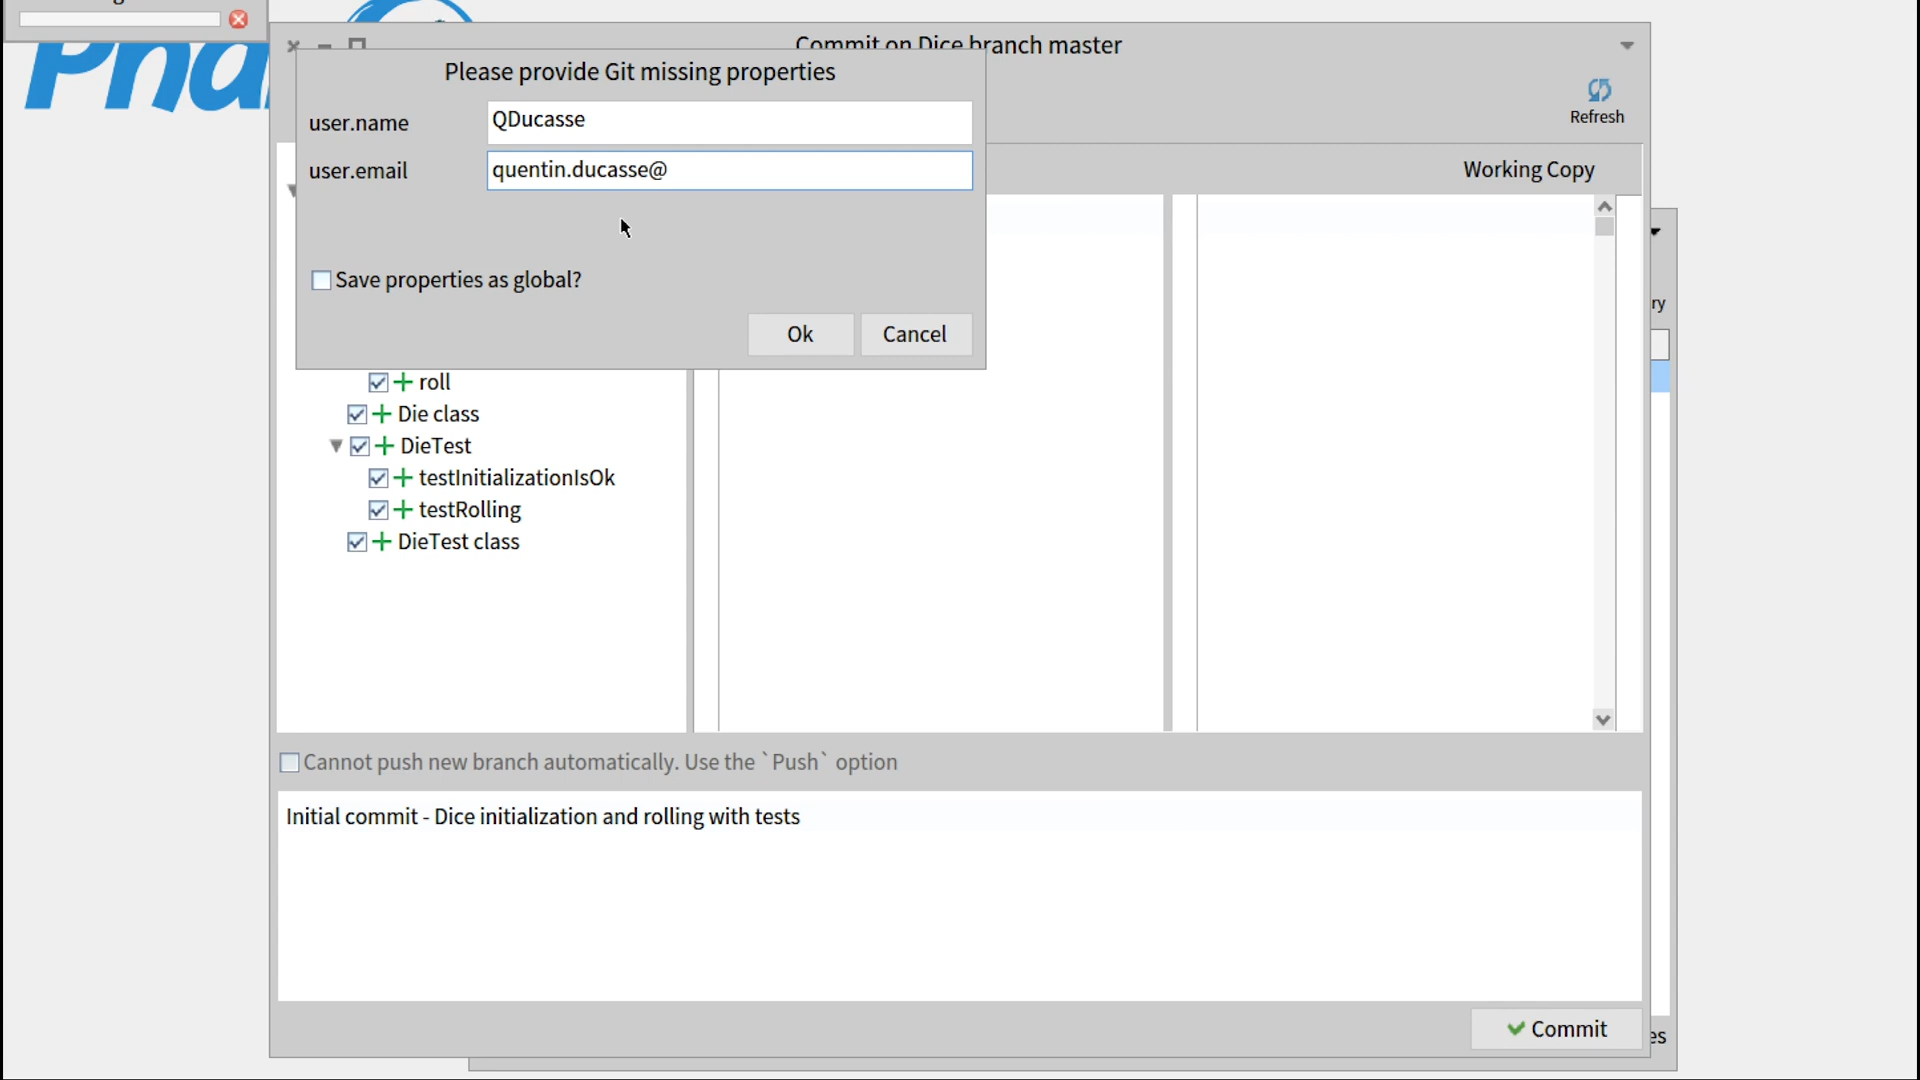 Commit on Dice branch master
Please provide Git missing properties
Refresh
user.name QDucasse
user.email quentin.ducasse@
Working Copy
Save properties as global?
ry
Ok Cancel
roll
Die class
DieTest
testInitializationIsOk
testRolling
DieTest class
Cannot push new branch automatically. Use the `Push` option
Initial commit - Dice initialization and rolling with tests
Commit
es